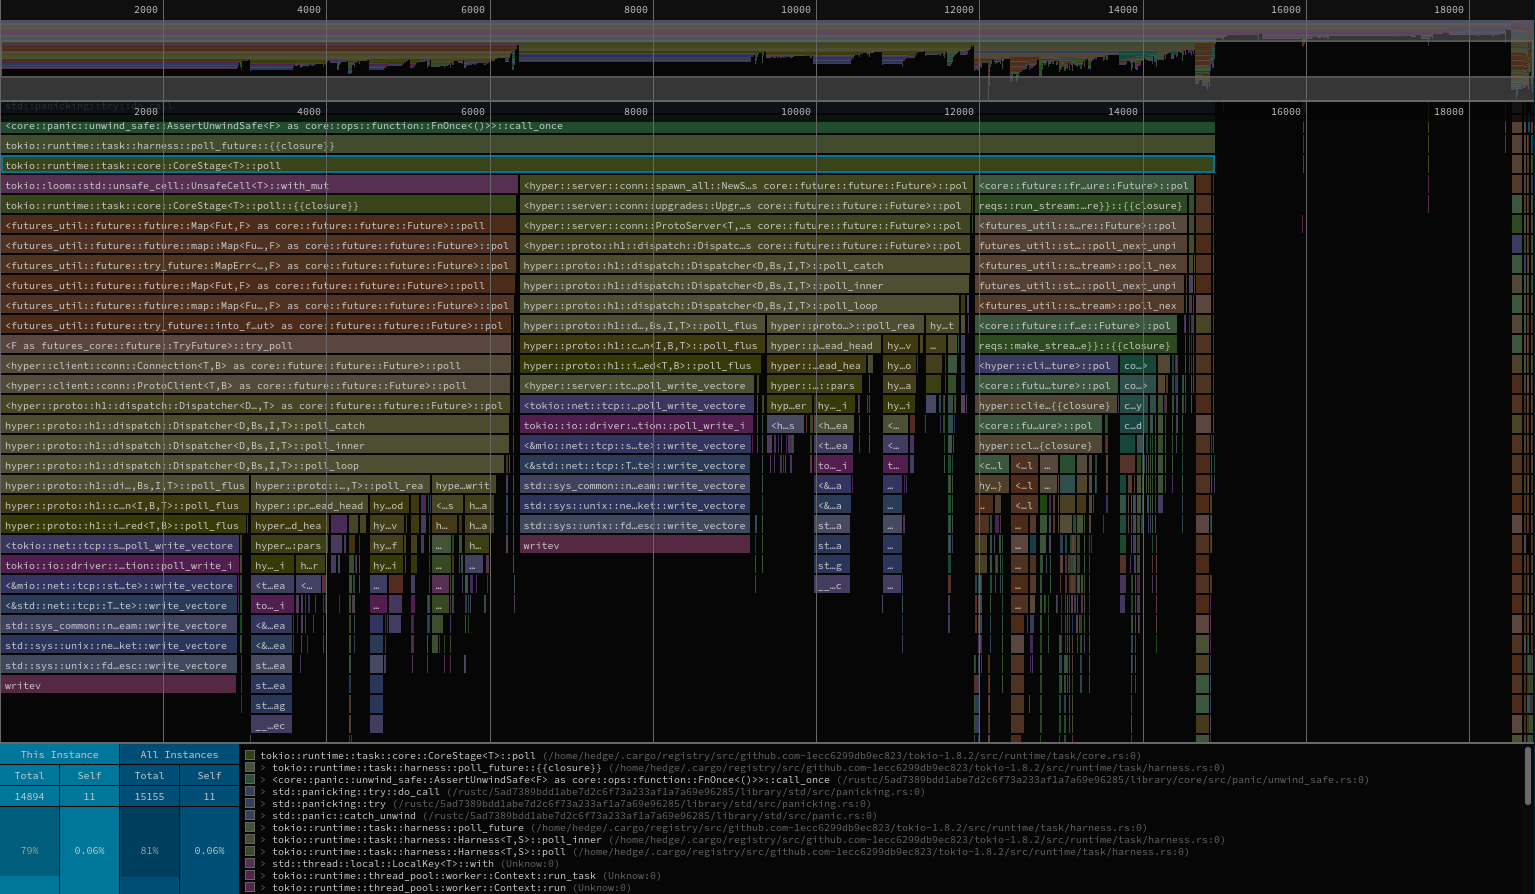 2000 4000 6000 8000 10000 12000 14000 16000 18000
std::panicking::try::do_call
2000 4000 6000 8000 10000 12000 14000 16000 18000
<core::panic::unwind_safe::AssertUnwindSafe<F> as core::ops::function::FnOnce<()>>::call_once
tokio::runtime::task::harness::poll_future::{{closure}}
tokio::runtime::task::core::CoreStage<T>::poll
tokio::loom::std::unsafe_cell::UnsafeCell<T>::with_mut <hyper::server::conn::spawn_all::NewS…s core::future::future::Future>::pol <core::future::fr…ure::Future>::pol
tokio::runtime::task::core::CoreStage<T>::poll::{{closure}} <hyper::server::conn::upgrades::Upgr…s core::future::future::Future>::pol reqs::run_stream:…re}}::{{closure}
<futures_util::future::future::Map<Fut,F> as core::future::future::Future>::poll <hyper::server::conn::ProtoServer<T,…s core::future::future::Future>::pol <futures_util::s…re::Future>::pol
<futures_util::future::future::map::Map<Fu…,F> as core::future::future::Future>::pol <hyper::proto::h1::dispatch::Dispatc…s core::future::future::Future>::pol futures_util::s…::poll_next_unpi
<futures_util::future::try_future::MapErr<…,F> as core::future::future::Future>::pol hyper::proto::h1::dispatch::Dispatcher<D,Bs,I,T>::poll_catch <futures_util::s…tream>::poll_nex
<futures_util::future::future::Map<Fut,F> as core::future::future::Future>::poll hyper::proto::h1::dispatch::Dispatcher<D,Bs,I,T>::poll_inner futures_util::s…::poll_next_unpi
<futures_util::future::future::map::Map<Fu…,F> as core::future::future::Future>::pol hyper::proto::h1::dispatch::Dispatcher<D,Bs,I,T>::poll_loop <futures_util::s…tream>::poll_nex
<futures_util::future::try_future::into_f…ut> as core::future::future::Future>::pol hyper::proto::h1::d…,Bs,I,T>::poll_flus hyper::proto…>::poll_rea hy…t <core::future::f…e::Future>::pol
<F as futures_core::future::TryFuture>::try_poll hyper::proto::h1::c…n<I,B,T>::poll_flus hyper::p…ead_head hy…v … reqs::make_strea…e}}::{{closure}
<hyper::client::conn::Connection<T,B> as core::future::future::Future>::poll hyper::proto::h1::i…ed<T,B>::poll_flus hyper:…ead_hea hy…o <hyper::cli…ture>::pol co…>
<hyper::client::conn::ProtoClient<T,B> as core::future::future::Future>::poll <hyper::server::tc…poll_write_vectore hyper::…::pars hy…a <core::futu…ture>::pol co…>
<hyper::proto::h1::dispatch::Dispatcher<D…,T> as core::future::future::Future>::pol <tokio::net::tcp::…poll_write_vectore hyp…er hy…_i hy…i hyper::clie…{{closure} c…y
hyper::proto::h1::dispatch::Dispatcher<D,Bs,I,T>::poll_catch tokio::io::driver::…tion::poll_write_i <h…s <h…ea <… <core::fu…ure>::pol c…d
hyper::proto::h1::dispatch::Dispatcher<D,Bs,I,T>::poll_inner <&mio::net::tcp::s…te>::write_vectore <t…ea <… hyper::cl…{closure}
hyper::proto::h1::dispatch::Dispatcher<D,Bs,I,T>::poll_loop <&std::net::tcp::T…te>::write_vectore to…_i t… <c…l <…l …
hyper::proto::h1::di…,Bs,I,T>::poll_flus hyper::proto::…,T>::poll_rea hype…writ std::sys_common::n…eam::write_vectore <&…a … hy…} <…l
hyper::proto::h1::c…n<I,B,T>::poll_flus hyper::pr…ead_head hy…od <…s h…a std::sys::unix::ne…ket::write_vectore <&…a … … <…l
hyper::proto::h1::i…red<T,B>::poll_flus hyper…d_hea hy…v h… h…a std::sys::unix::fd…esc::write_vectore st…a … …
<tokio::net::tcp::s…poll_write_vectore hyper…:pars hy…f … h… writev st…a … …
tokio::io::driver::…tion::poll_write_i hy…_i h…r hy…i … … st…g … …
<&mio::net::tcp::st…te>::write_vectore <t…ea <… … … __…c … …
<&std::net::tcp::T…te>::write_vectore to…_i … … …
std::sys_common::n…eam::write_vectore <&…ea
std::sys::unix::ne…ket::write_vectore <&…ea
std::sys::unix::fd…esc::write_vectore st…ea
writev st…ea
st…ag
__…ec
This Instance All Instances
Total Self Total Self
14894 11 15155 11
79% 0.06% 81% 0.06%
tokio::runtime::task::core::CoreStage<T>::poll (/home/hedge/.cargo/registry/src/github.com-1ecc6299db9ec823/tokio-1.8.2/src/runtime/task/core.rs:0)
> tokio::runtime::task::harness::poll_future::{{closure}} (/home/hedge/.cargo/registry/src/github.com-1ecc6299db9ec823/tokio-1.8.2/src/runtime/task/harness.rs:0)
> <core::panic::unwind_safe::AssertUnwindSafe<F> as core::ops::function::FnOnce<()>>::call_once (/rustc/5ad7389bdd1abe7d2c6f73a233af1a7a69e96285/library/core/src/panic/unwind_safe.rs:0)
> std::panicking::try::do_call (/rustc/5ad7389bdd1abe7d2c6f73a233af1a7a69e96285/library/std/src/panicking.rs:0)
> std::panicking::try (/rustc/5ad7389bdd1abe7d2c6f73a233af1a7a69e96285/library/std/src/panicking.rs:0)
> std::panic::catch_unwind (/rustc/5ad7389bdd1abe7d2c6f73a233af1a7a69e96285/library/std/src/panic.rs:0)
> tokio::runtime::task::harness::poll_future (/home/hedge/.cargo/registry/src/github.com-1ecc6299db9ec823/tokio-1.8.2/src/runtime/task/harness.rs:0)
> tokio::runtime::task::harness::Harness<T,S>::poll_inner (/home/hedge/.cargo/registry/src/github.com-1ecc6299db9ec823/tokio-1.8.2/src/runtime/task/harness.rs:0)
> tokio::runtime::task::harness::Harness<T,S>::poll (/home/hedge/.cargo/registry/src/github.com-1ecc6299db9ec823/tokio-1.8.2/src/runtime/task/harness.rs:0)
> std::thread::local::LocalKey<T>::with (Unknow:0)
> tokio::runtime::thread_pool::worker::Context::run_task (Unknow:0)
> tokio::runtime::thread_pool::worker::Context::run (Unknow:0)